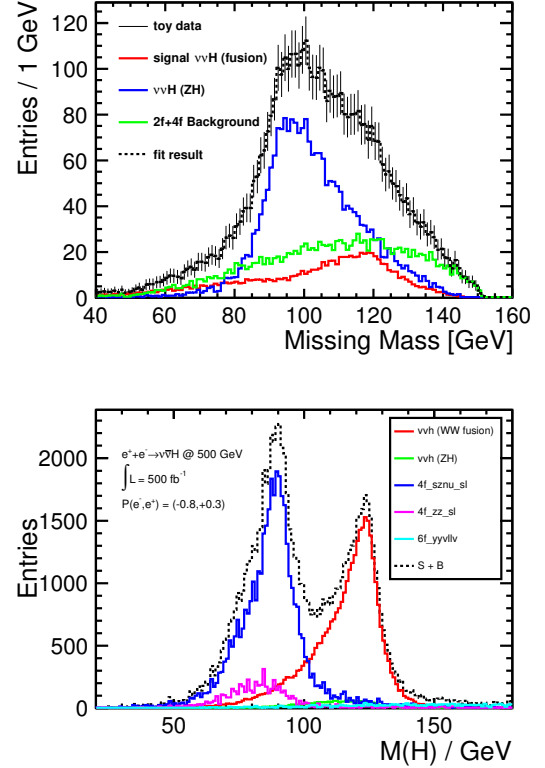 Entries / 1 GeV
120
100
80
60
40
20
0
toy data
signal ννH (fusion)
ννH (ZH)
2f+4f Background
fit result
40 60 80 100 120 140 160
Missing Mass [GeV]
Entries
2000
1500
1000
500
0
e⁺+e⁻→νν̅H @ 500 GeV
∫L = 500 fb⁻¹
P(e⁻,e⁺) = (-0.8,+0.3)
ννh (WW fusion)
ννh (ZH)
4f_sznu_sl
4f_zz_sl
6f_yyvllv
S + B
50 100 150
M(H) / GeV